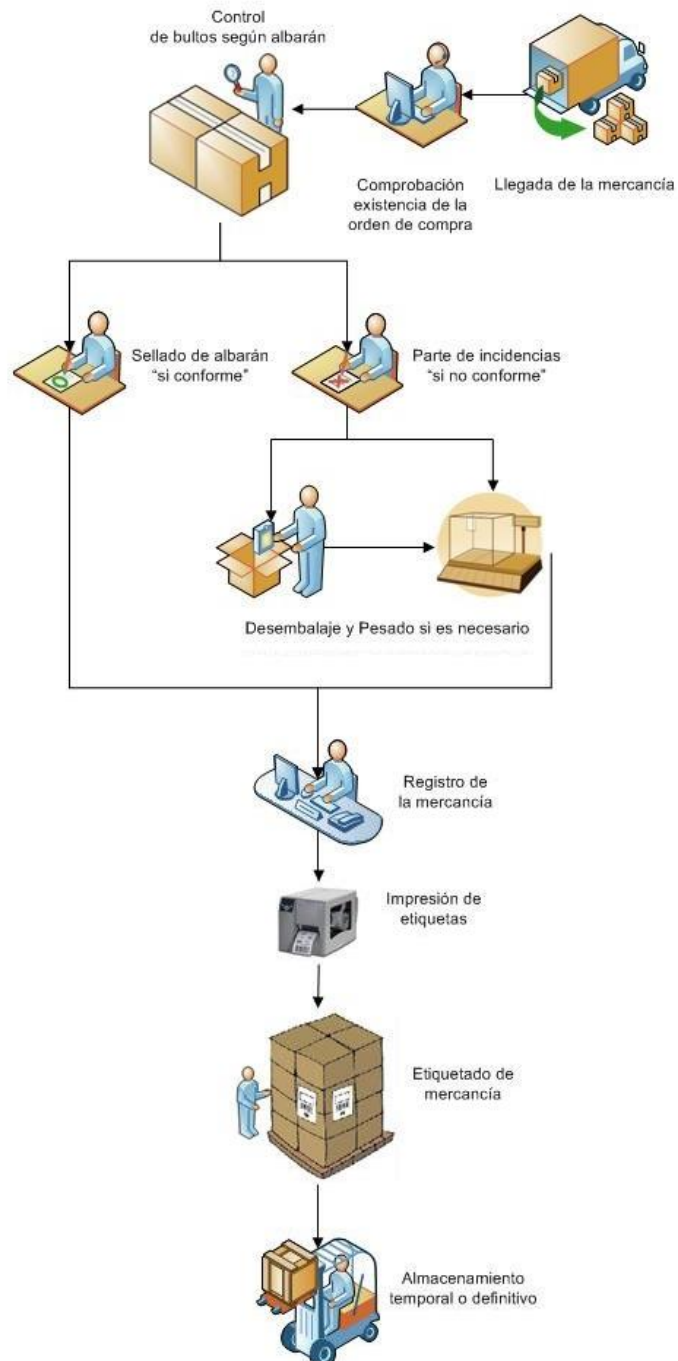 Control
de bultos según albarán
Comprobación
existencia de la
orden de compra
Llegada de la mercancía
Sellado de albarán
“si conforme”
Parte de incidencias
“si no conforme”
Desembalaje y Pesado si es necesario
Registro de
la mercancía
Impresión de
etiquetas
Etiquetado de
mercancía
Almacenamiento
temporal o definitivo